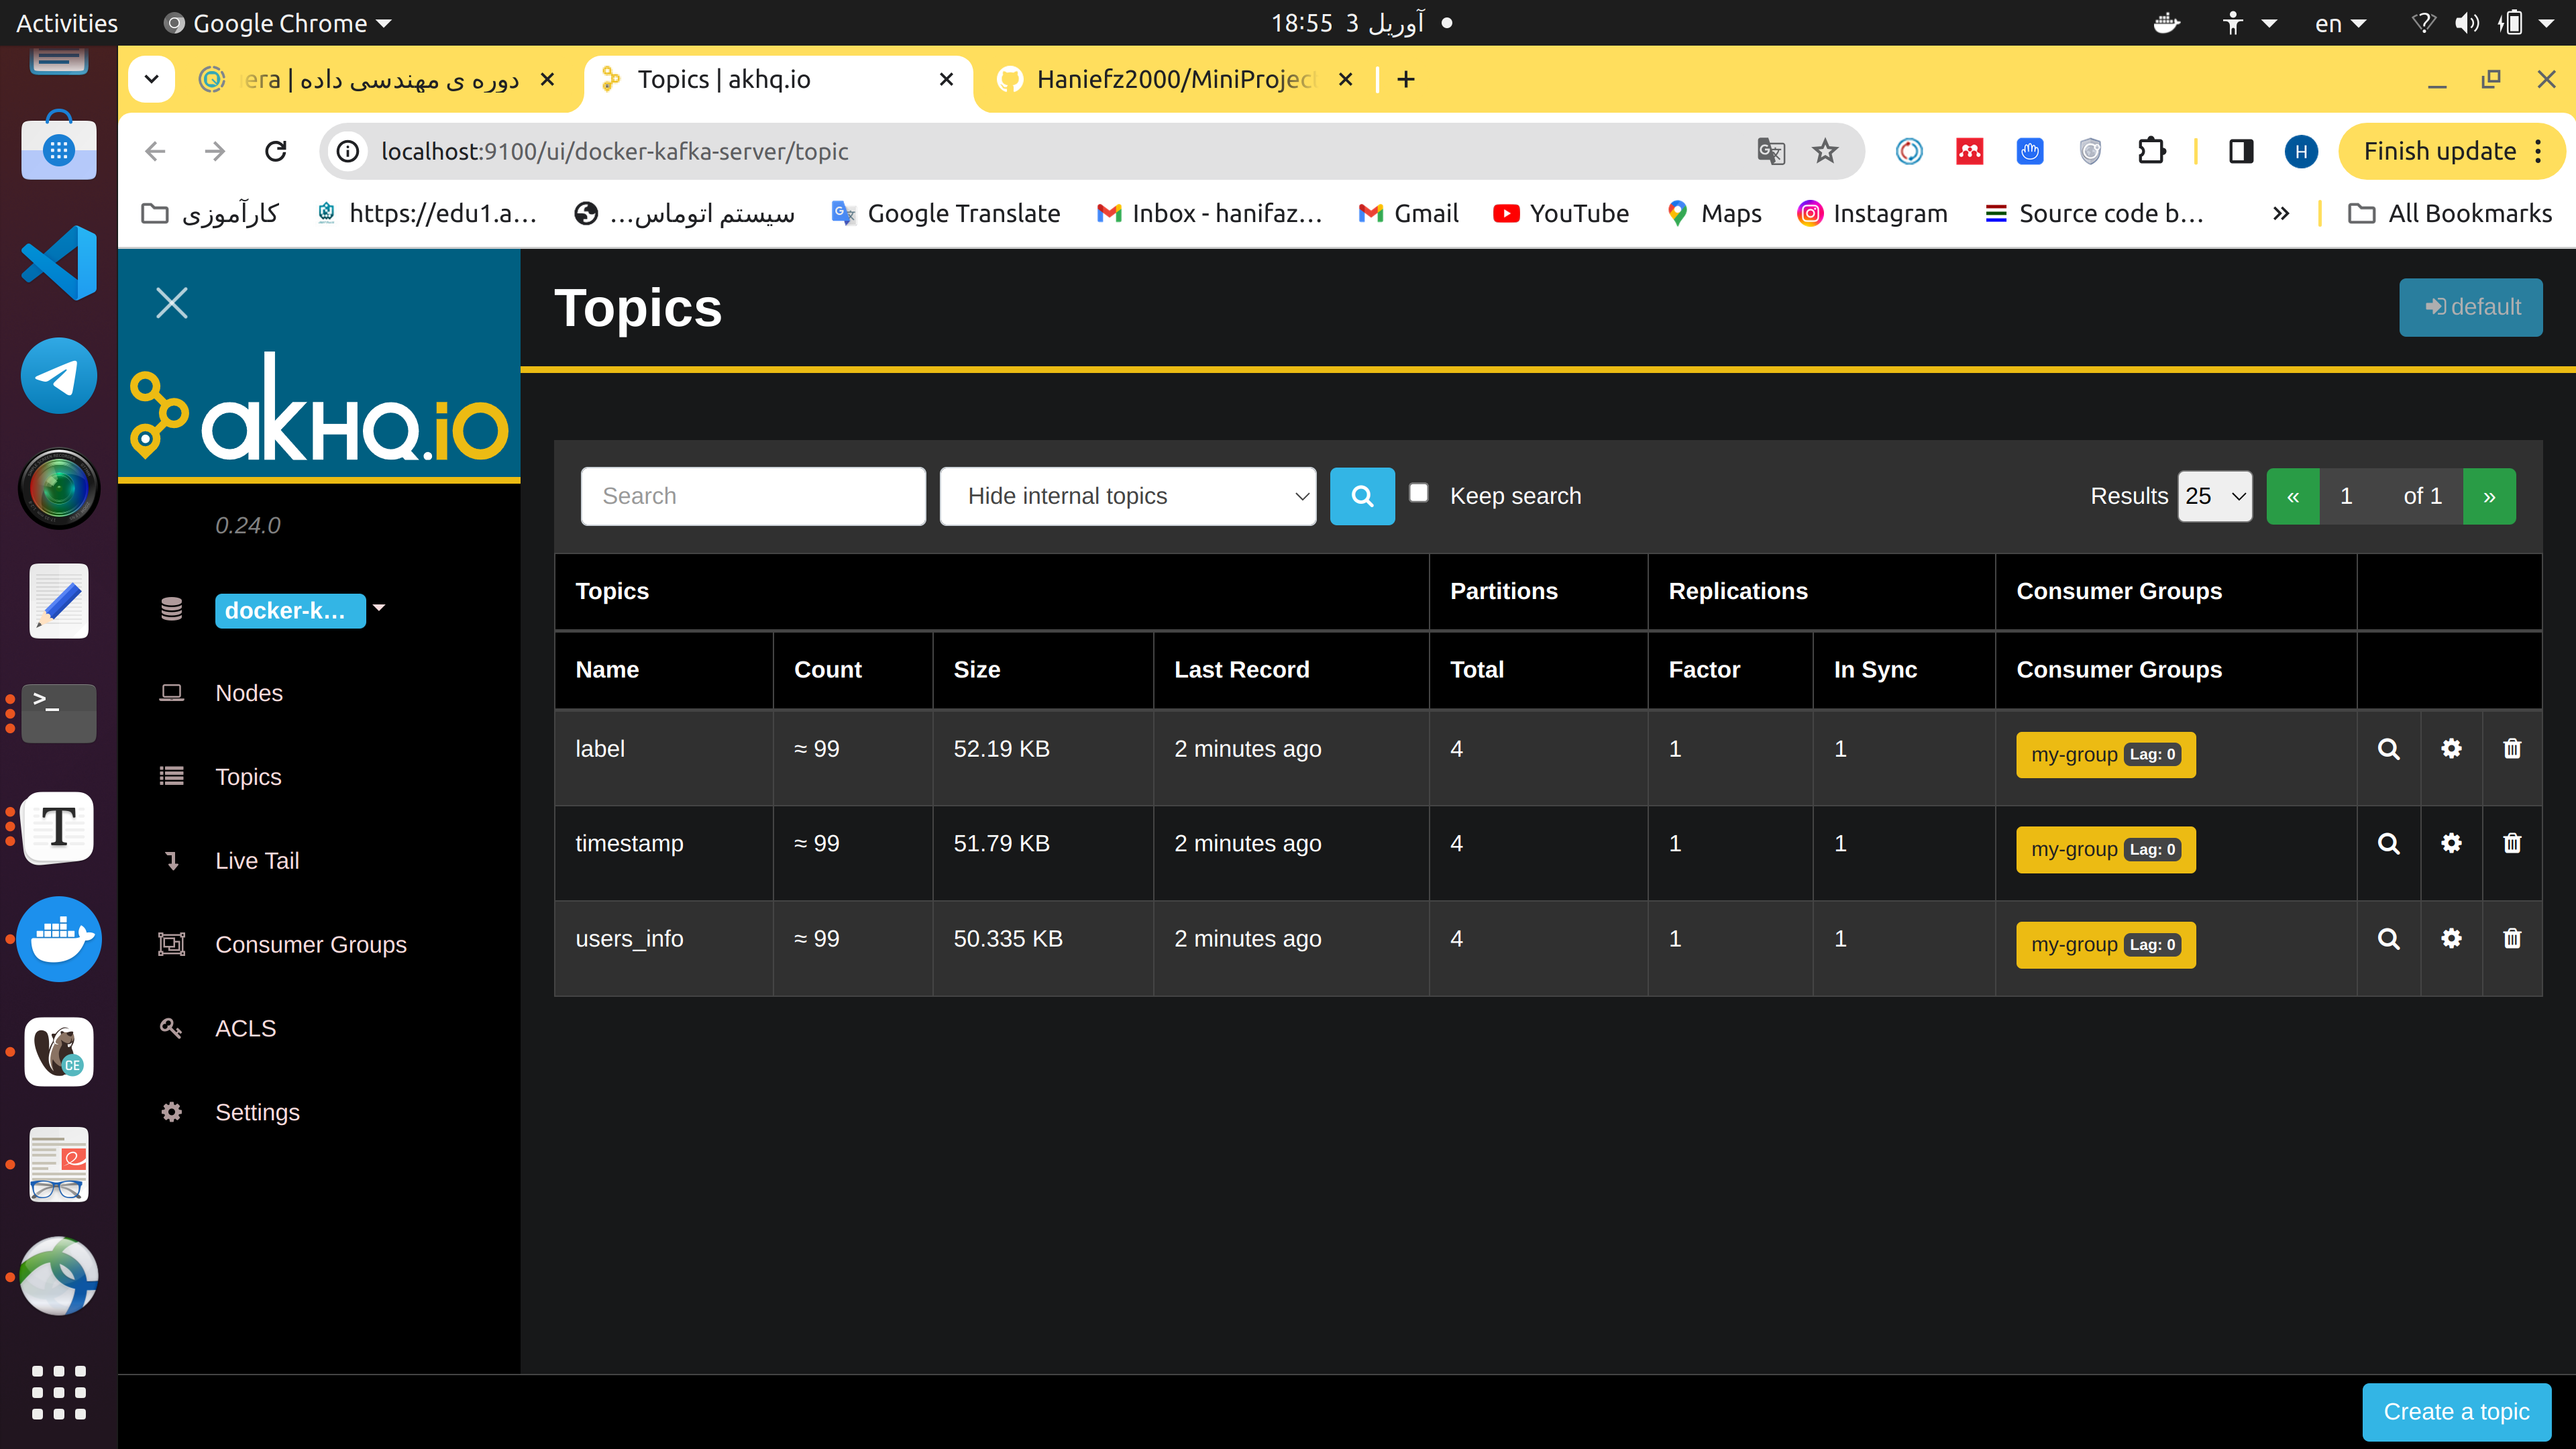 Activities
Google Chrome
18:55 3 آوریل
en
دوره ی مهندسی داده | era
Topics | akhq.io
Haniefz2000/MiniProject
localhost:9100/ui/docker-kafka-server/topic
H
Finish update
کارآموزی
https://edu1.a...
سیستم اتوماس...
Google Translate
Inbox - hanifaz...
Gmail
YouTube
Maps
Instagram
Source code b...
»
All Bookmarks
akHQ.io
0.24.0
docker-k...
Nodes
Topics
Live Tail
Consumer Groups
ACLS
Settings
Topics
default
Search
Hide internal topics
Keep search
Results 25 « 1 of 1 »
Topics Partitions Replications Consumer Groups
Name Count Size Last Record Total Factor In Sync Consumer Groups
label ≈ 99 52.19 KB 2 minutes ago 4 1 1 my-group Lag: 0
timestamp ≈ 99 51.79 KB 2 minutes ago 4 1 1 my-group Lag: 0
users_info ≈ 99 50.335 KB 2 minutes ago 4 1 1 my-group Lag: 0
Create a topic
>_
T
CE